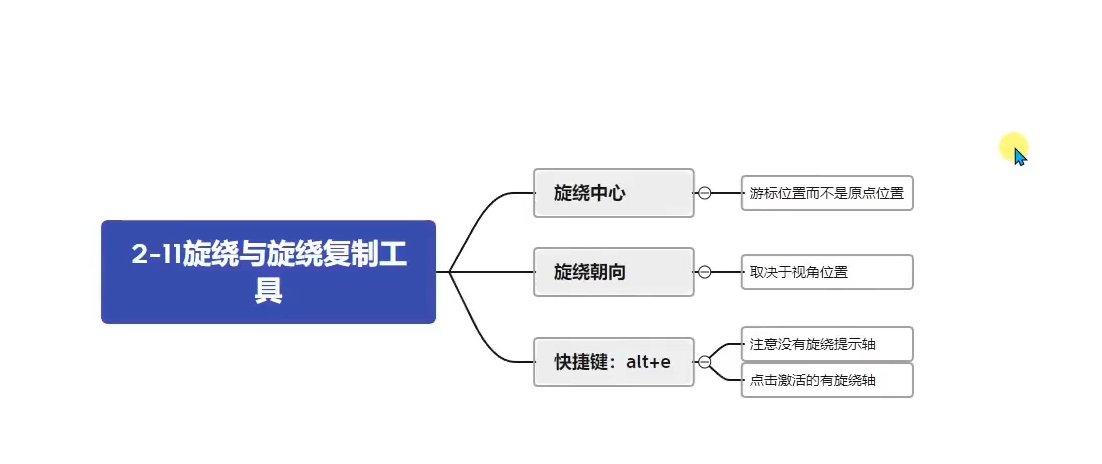 2-11旋绕与旋绕复制工
具
旋绕中心
游标位置而不是原点位置
旋绕朝向
取决于视角位置
快捷键：alt+e
注意没有旋绕提示轴
点击激活的有旋绕轴